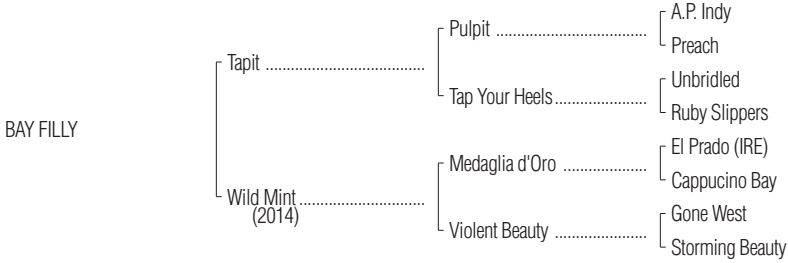 A.P. Indy
Pulpit ....................................
Preach
Tapit ......................................
Unbridled
Tap Your Heels......................
Ruby Slippers
BAY FILLY
El Prado (IRE)
Medaglia d'Oro ....................
Cappucino Bay
Wild Mint..............................
(2014)
Gone West
Violent Beauty ......................
Storming Beauty